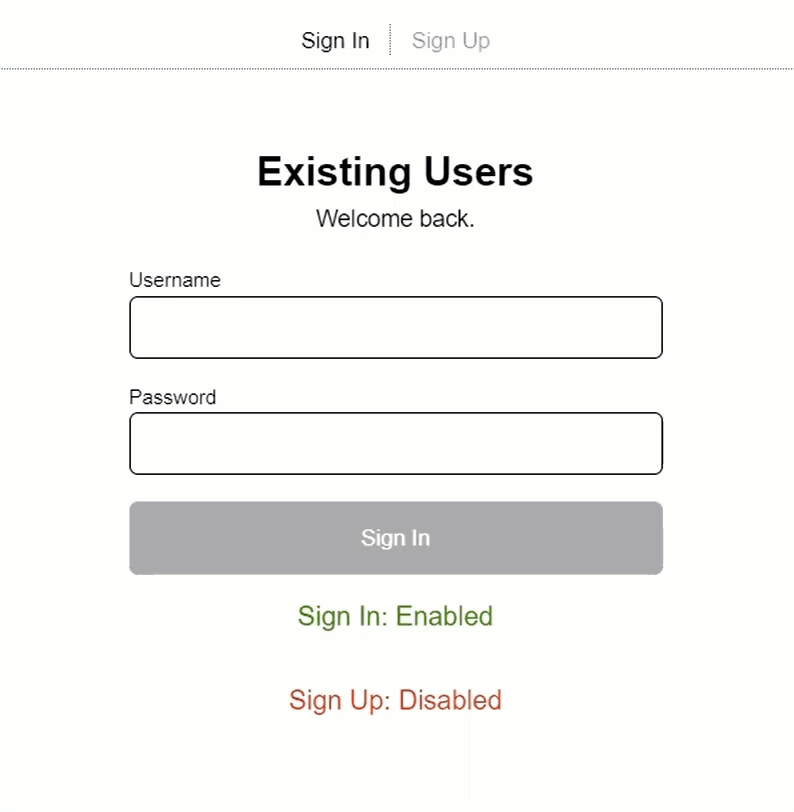 Sign In Sign Up
Existing Users
Welcome back.
Username
Password
Sign In
Sign In: Enabled
Sign Up: Disabled